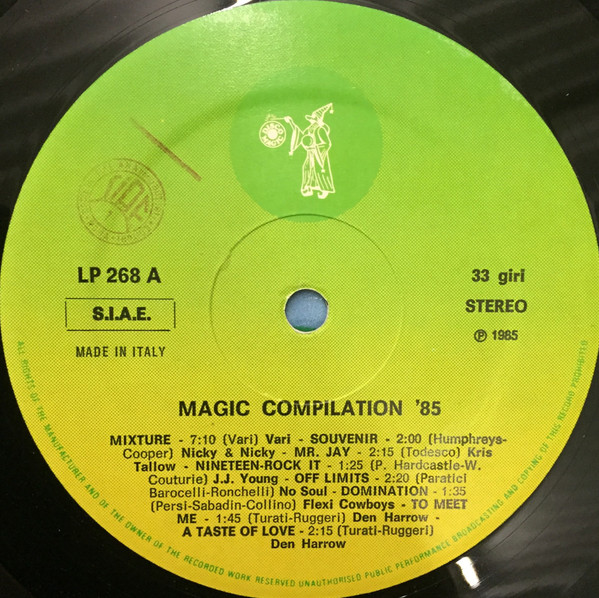 DISCO MAGIC
LP 268 A
S.I.A.E.
MADE IN ITALY
33 giri
STEREO
℗ 1985
MAGIC COMPILATION '85
MIXTURE - 7:10 (Vari) Vari - SOUVENIR - 2:00 (Humphreys-
Cooper) Nicky & Nicky - MR. JAY - 2:15 (Todesco) Kris
Tallow - NINETEEN-ROCK IT - 1:25 (P. Hardcastle-W.
Couturie) J.J. Young - OFF LIMITS - 2:20 (Paratici
Barocelli-Ronchelli) No Soul - DOMINATION - 1:35
(Persi-Sabadin-Collino) Flexi Cowboys - TO MEET
ME - 1:45 (Turati-Ruggeri) Den Harrow -
A TASTE OF LOVE - 2:15 (Turati-Ruggeri)
Den Harrow
ALL RIGHTS OF THE MANUFACTURER AND OF THE OWNER OF THE RECORDED WORK RESERVED UNAUTHORISED PUBLIC PERFORMANCE BROADCASTING AND COPYING OF THIS RECORD PROHIBITED